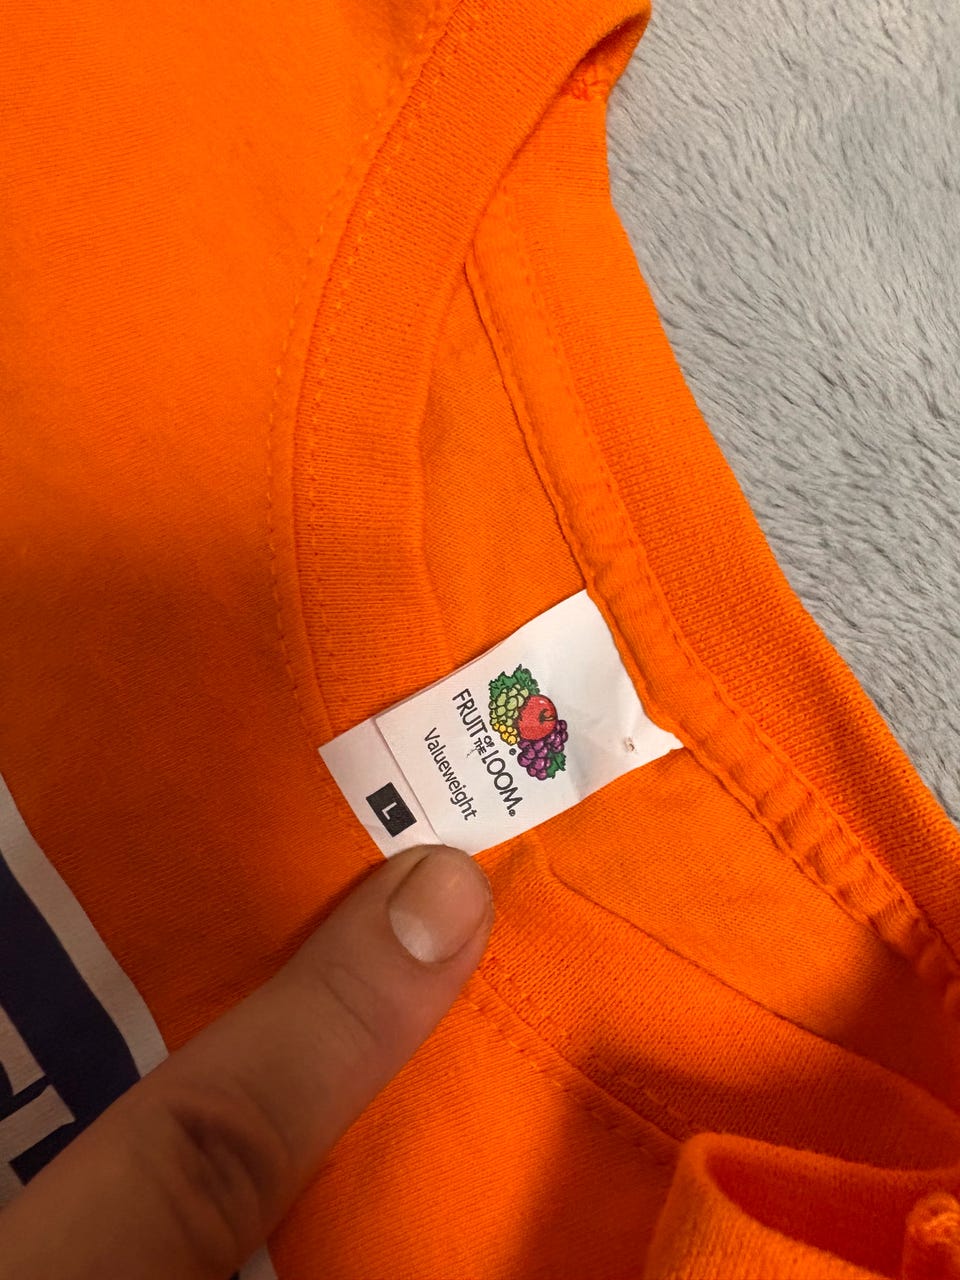 FRUIT OF THE LOOM®
Valueweight
L